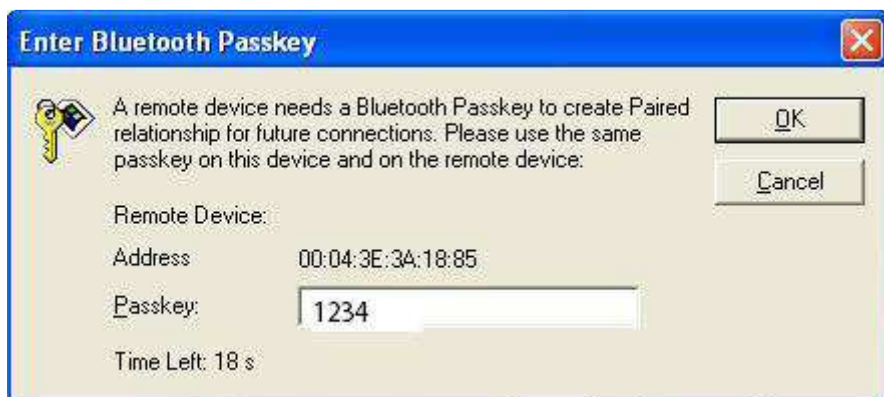 Enter Bluetooth Passkey
A remote device needs a Bluetooth Passkey to create Paired
relationship for future connections. Please use the same
passkey on this device and on the remote device:
OK
Cancel
Remote Device:
Address 00:04:3E:3A:18:85
Passkey: 1234
Time Left: 18 s